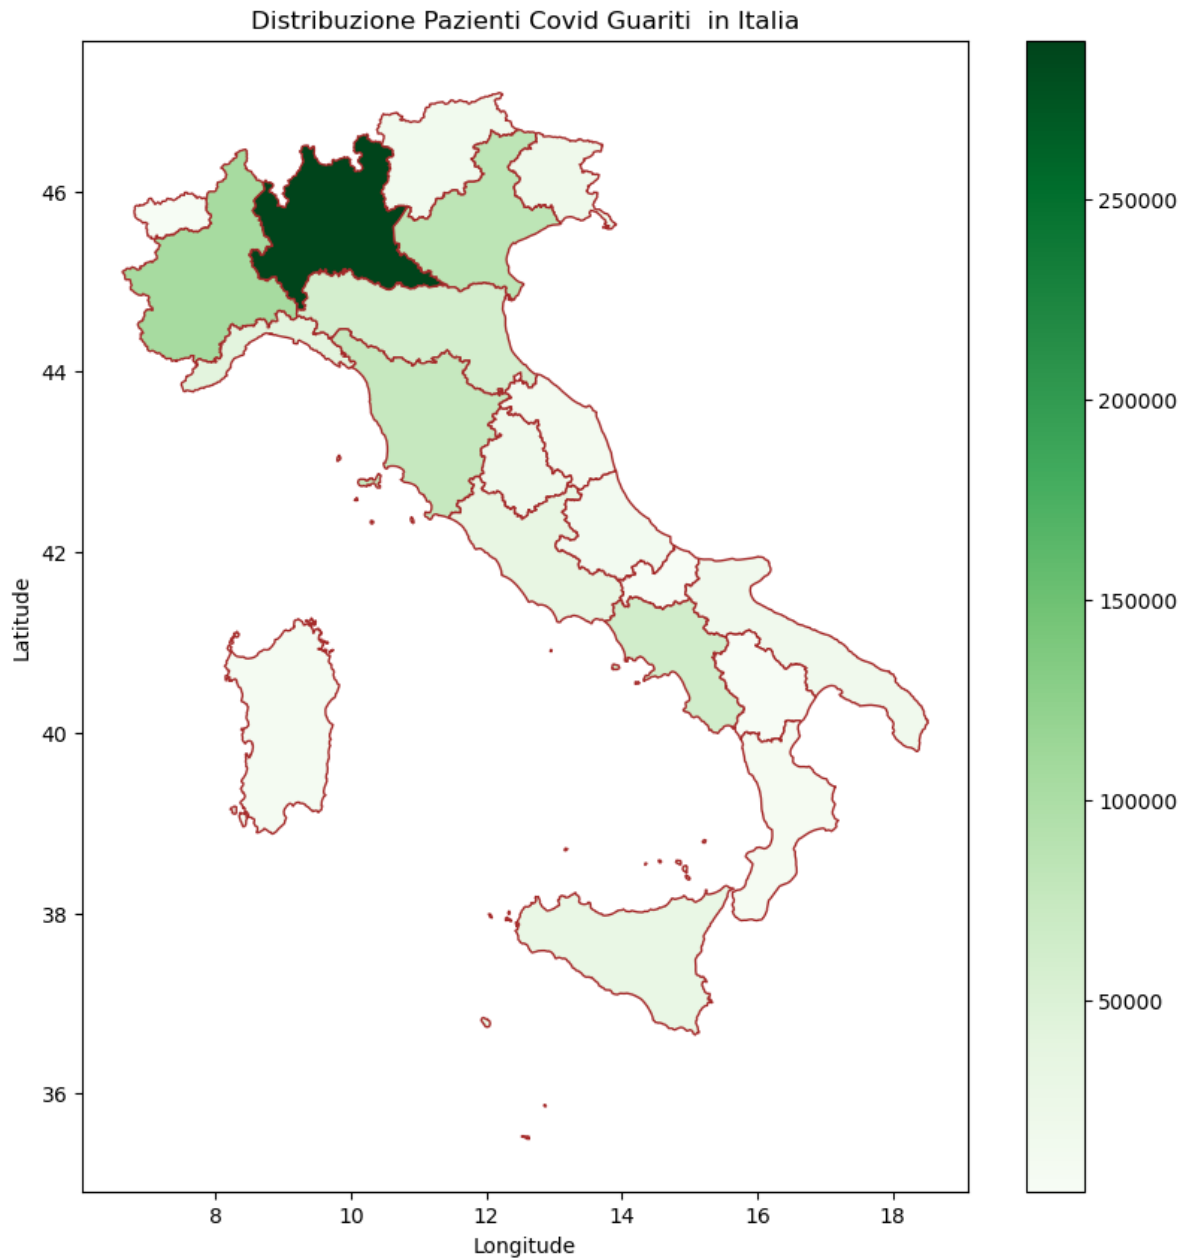 Distribuzione Pazienti Covid Guariti  in Italia
Latitude
46
44
42
40
38
36
8 10 12 14 16 18
Longitude
250000
200000
150000
100000
50000